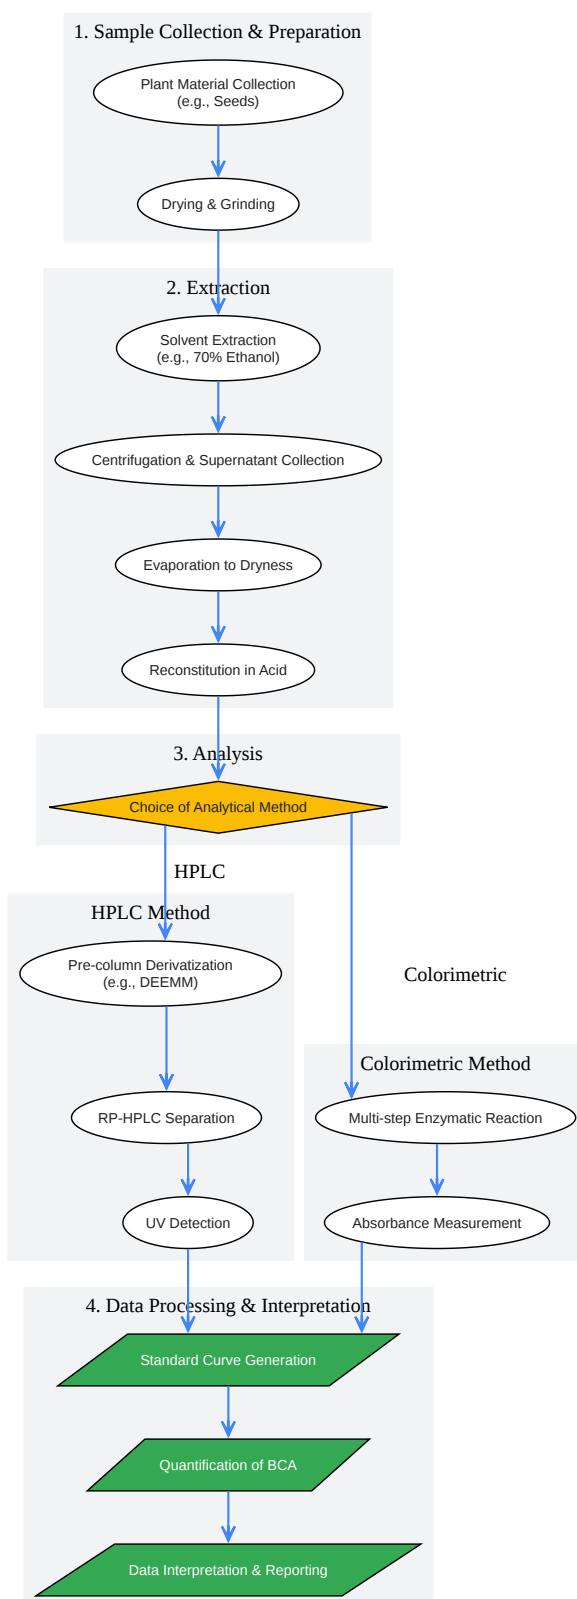 1. Sample Collection & Preparation
Plant Material Collection
(e.g., Seeds)
Drying & Grinding
2. Extraction
Solvent Extraction
(e.g., 70% Ethanol)
Centrifugation & Supernatant Collection
Evaporation to Dryness
Reconstitution in Acid
3. Analysis
Choice of Analytical Method
HPLC
HPLC Method
Pre-column Derivatization
(e.g., DEEMM)
RP-HPLC Separation
UV Detection
Colorimetric
Colorimetric Method
Multi-step Enzymatic Reaction
Absorbance Measurement
4. Data Processing & Interpretation
Standard Curve Generation
Quantification of BCA
Data Interpretation & Reporting